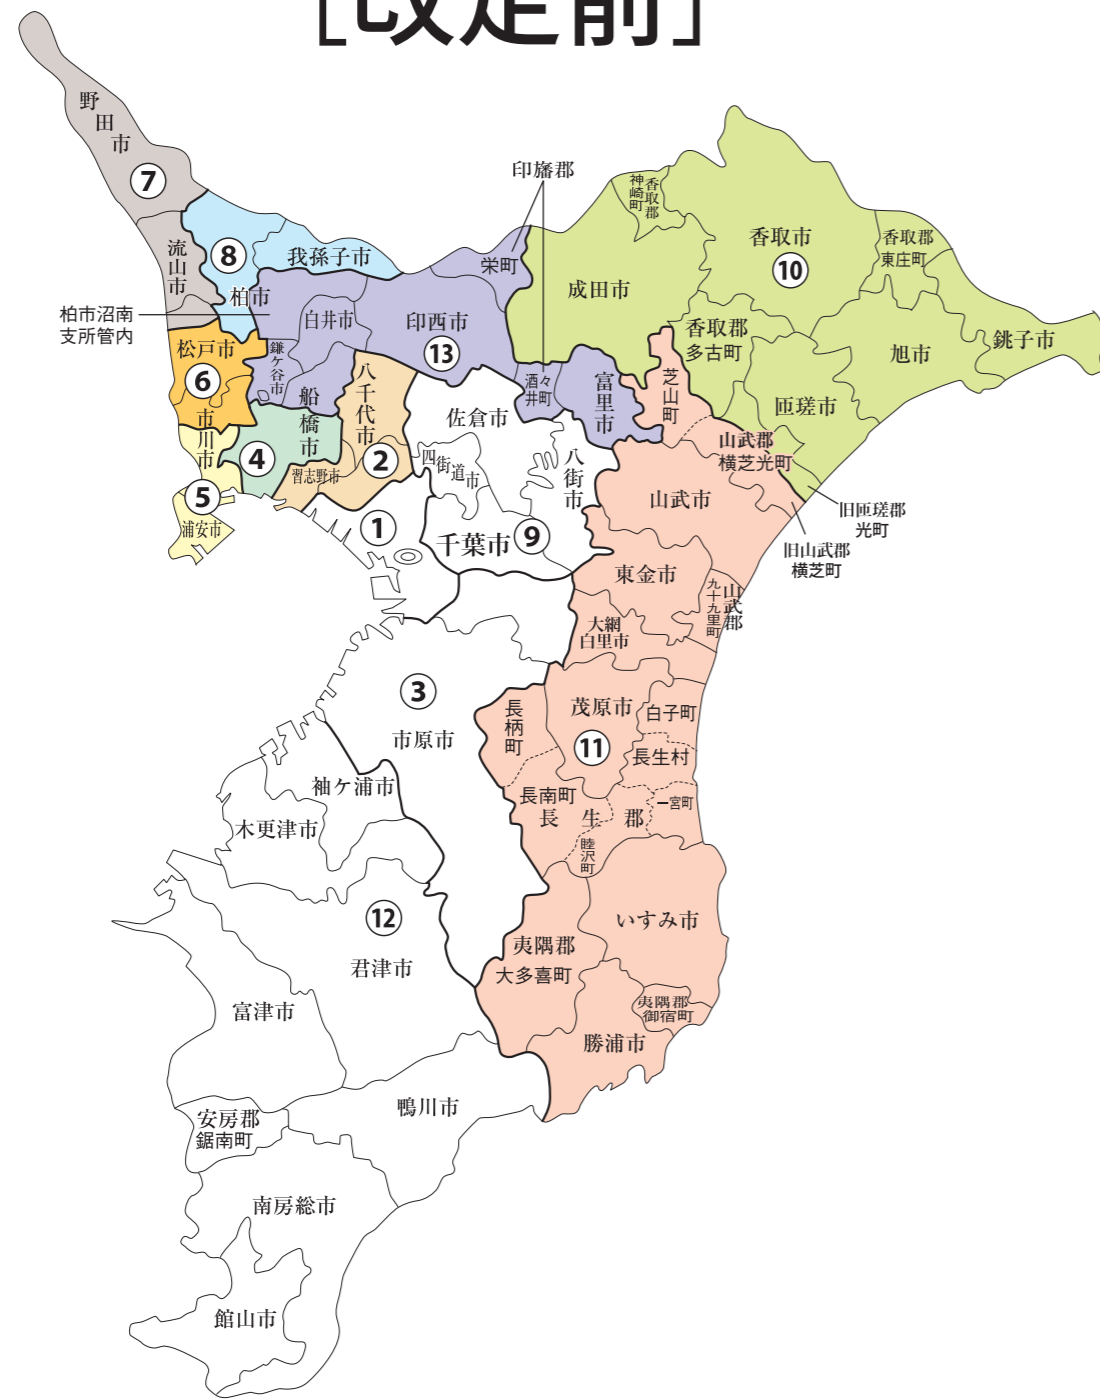 ［改定前］
野田市
⑦
流山市
⑧
我孫子市
柏市
柏市沼南
支所管内
印旛郡
栄町
白井市
印西市
⑬
鎌ケ谷市
松戸市
⑥
市川市
⑤
浦安市
船橋市
④
八千代市
②
習志野市
酒々井町
富里市
成田市
香取郡
神崎町
香取市
⑩
香取郡
東庄町
香取郡
多古町
旭市
銚子市
匝瑳市
芝山町
山武郡
横芝光町
旧匝瑳郡
光町
旧山武郡
横芝町
佐倉市
四街道市
八街市
⑨
千葉市
①
山武市
東金市
山武郡
九十九里町
大網
白里市
③
市原市
長柄町
茂原市
⑪
白子町
長生村
長南町
長生郡
一宮町
睦沢町
袖ケ浦市
木更津市
⑫
君津市
富津市
いすみ市
夷隅郡
大多喜町
夷隅郡
御宿町
勝浦市
鴨川市
安房郡
鋸南町
南房総市
館山市